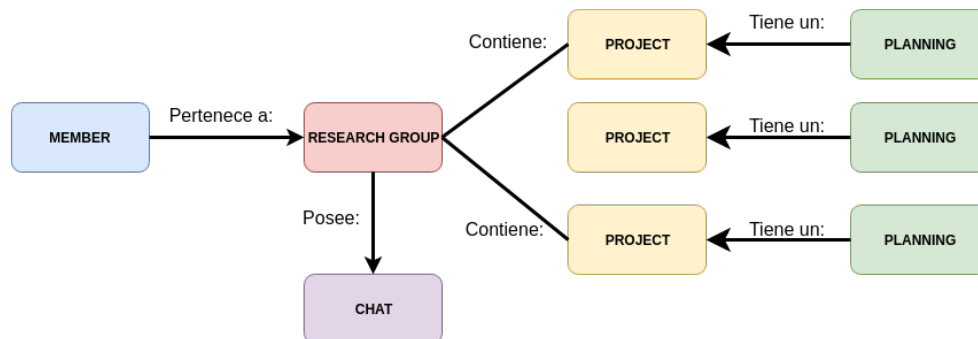 Contiene:
PROJECT
Tiene un:
PLANNING
MEMBER
Pertenece a:
RESEARCH GROUP
PROJECT
Tiene un:
PLANNING
Posee:
Contiene:
PROJECT
Tiene un:
PLANNING
CHAT